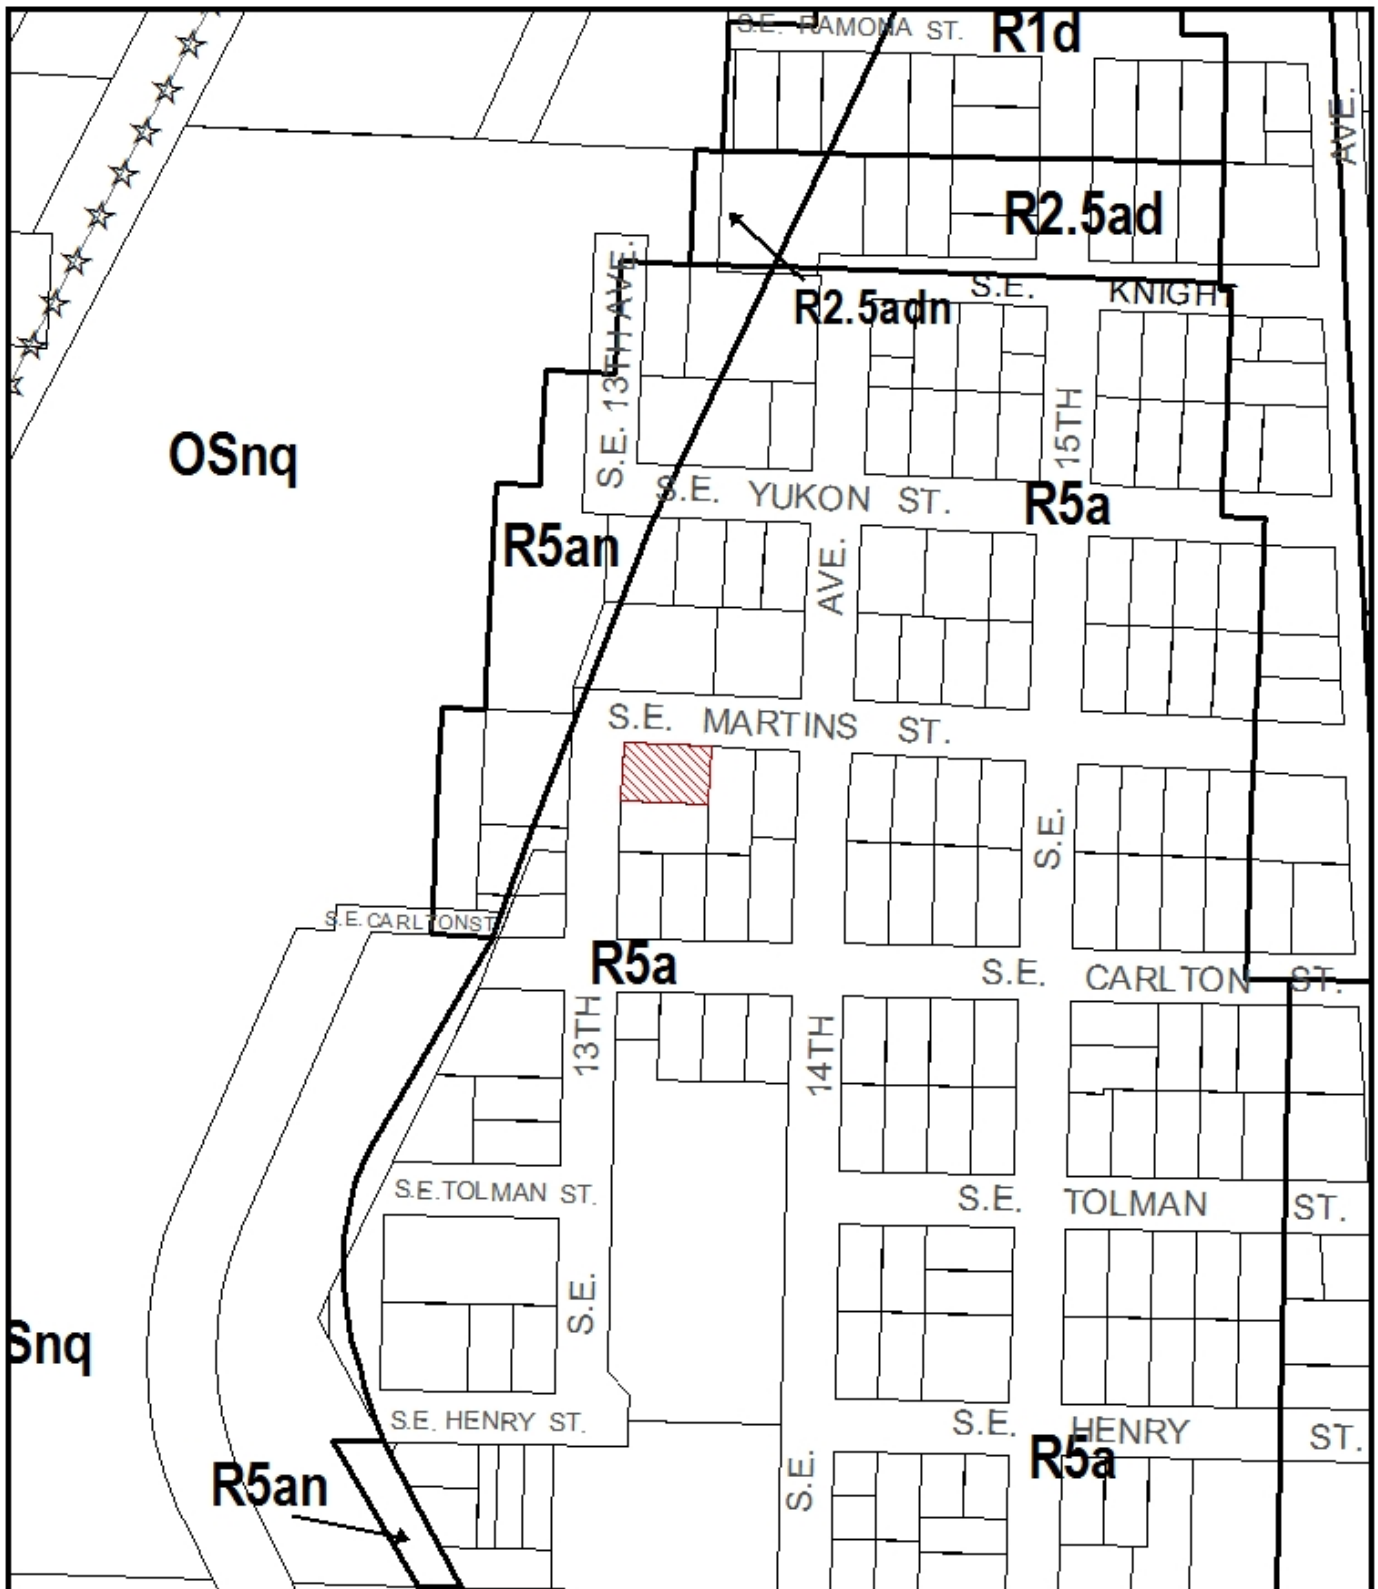 S.E. RAMONA ST.
R1d
AVE.
R2.5ad
S.E. 13TH AVE.
S.E. KNIGH
R2.5adn
15TH
OSnq
S.E. YUKON ST.
R5a
R5an
AVE.
S.E. MARTINS ST.
S.E.
S.E. CARLTON ST
R5a
S.E. CARLTON ST.
13TH
14TH
S.E. TOLMAN ST.
S.E. TOLMAN ST.
S.E.
Snq
S.E. HENRY ST.
S.E. HENRY ST.
R5a
R5an
S.E.